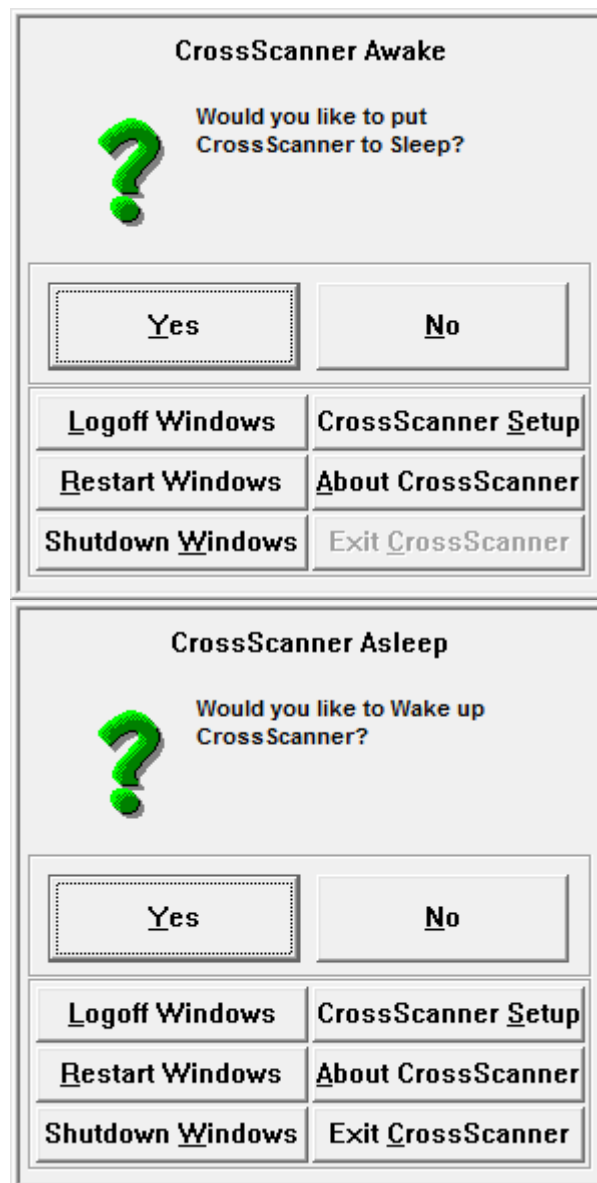 CrossScanner Awake
Would you like to put
CrossScanner to Sleep?
Yes No
Logoff Windows CrossScanner Setup
Restart Windows About CrossScanner
Shutdown Windows Exit CrossScanner
CrossScanner Asleep
Would you like to Wake up
CrossScanner?
Yes No
Logoff Windows CrossScanner Setup
Restart Windows About CrossScanner
Shutdown Windows Exit CrossScanner